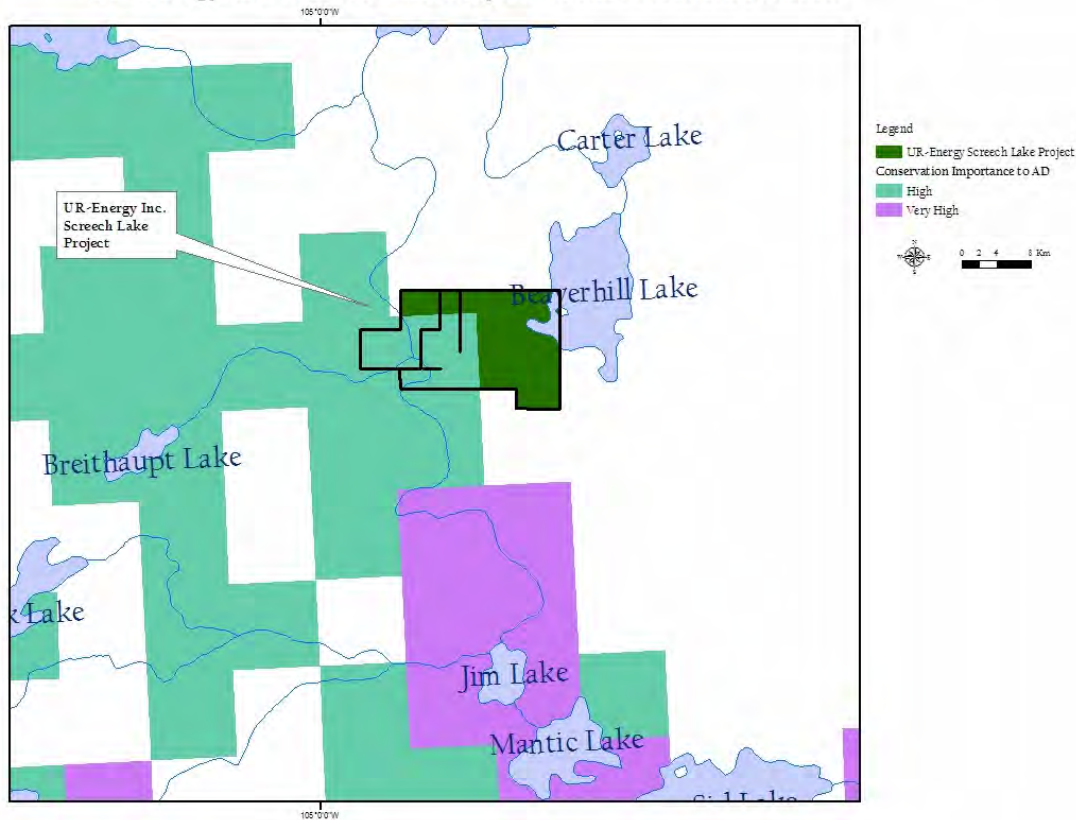 105°0'0"W
Carter Lake
UR-Energy Inc.
Screech Lake
Project
Beaverhill Lake
Breithaupt Lake
Lake
Jim Lake
Mantic Lake
Lake
105°0'0"W
Legend
UR-Energy Screech Lake Project
Conservation Importance to AD
High
Very High
N
W E
S
0 2 4 8 Km